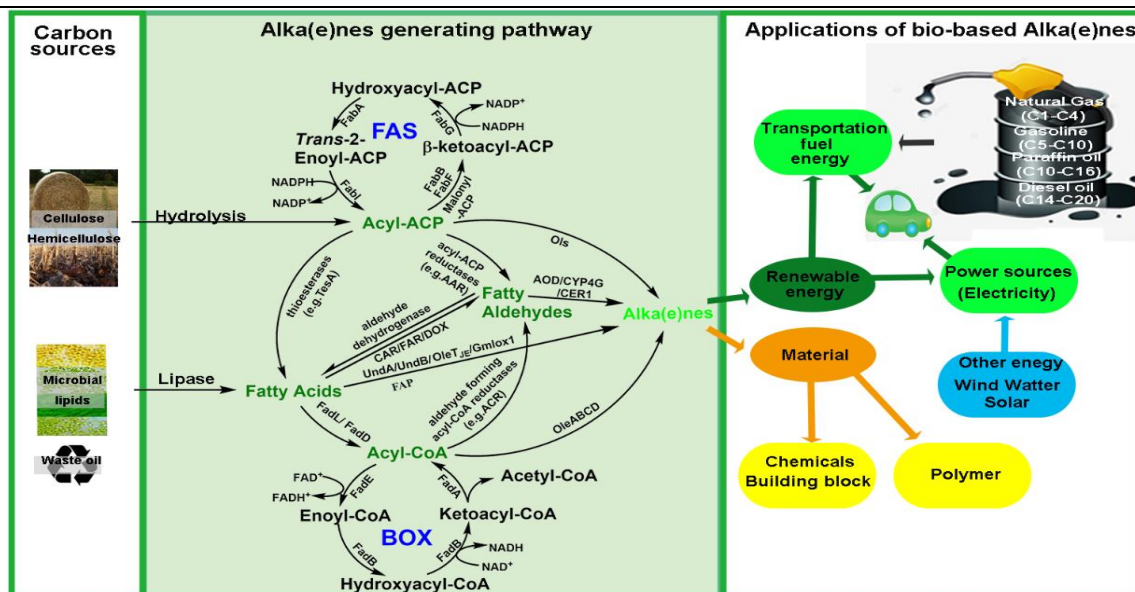 Carbon
sources
Alka(e)nes generating pathway
Applications of bio-based Alka(e)nes
Cellulose
Hemicellulose
Hydrolysis
Microbial
lipids
Lipase
Waste oil
Hydroxyacyl-ACP
FabA
FabG
NADP+
NADPH
FAS
Trans-2-
Enoyl-ACP
β-ketoacyl-ACP
NADPH
NADP+
FabI
FabB
FabF
Malonyl
-ACP
Acyl-ACP
Ols
thioesterases
(e.g.TesA)
acyl-ACP
reductases
(e.g.AAR)
Fatty
Aldehydes
AOD/CYP4G
/CER1
Alka(e)nes
aldehyde
dehydrogenase
CAR/FAR/DOX
UndA/UndB/OleTJE/Gmlox1
FAP
Fatty Acids
FadL/ FadD
aldehyde forming
acyl-CoA reductases
(e.g.ACR)
OleABCD
Acyl-CoA
FAD+
FADH+
FadE
FadA
Acetyl-CoA
Enoyl-CoA
Ketoacyl-CoA
BOX
FadB
FadB
NADH
NAD+
Hydroxyacyl-CoA
Natural Gas
(C1-C4)
Gasoline
(C5-C10)
Paraffin oil
(C10-C16)
Diesel oil
(C14-C20)
Transportation
fuel
energy
Renewable
energy
Power sources
(Electricity)
Material
Other enegy
Wind Watter
Solar
Chemicals
Building block
Polymer